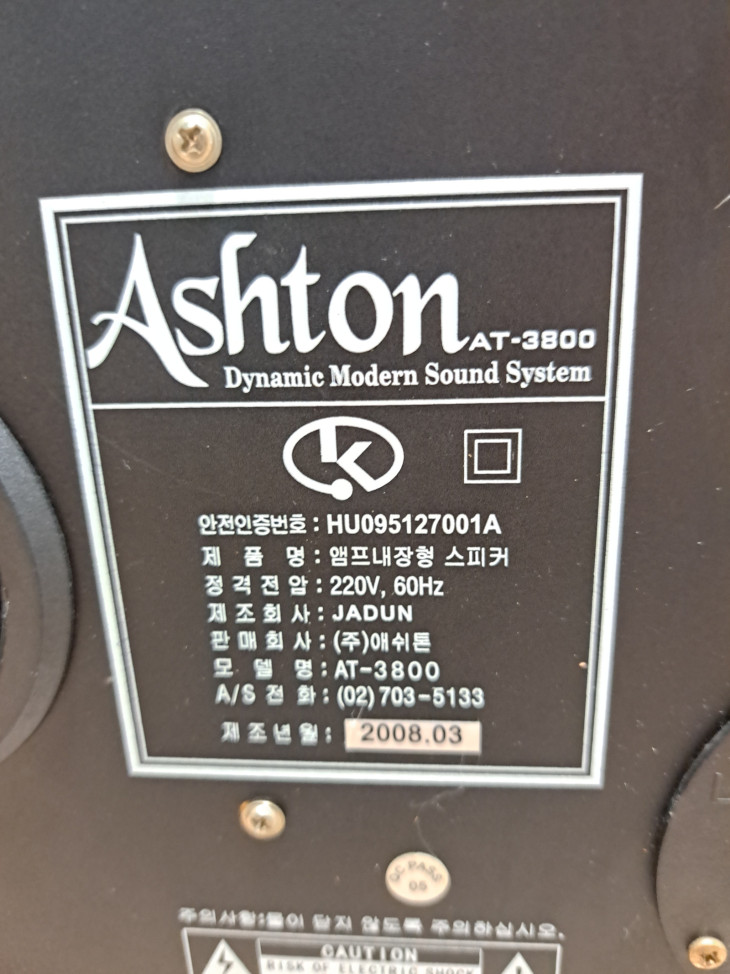 Ashton AT-3800
Dynamic Modern Sound System
안전인증번호 : HU095127001A
제 품 명 : 앰프내장형 스피커
정 격 전 압 : 220V, 60Hz
제 조 회 사 : JADUN
판 매 회 사 : (주)애쉬톤
모 델 명 : AT-3800
A/S 전 화 : (02) 703-5133
제 조 년 월 : 2008.03
QC PASS
05
주의사항:물이 닿지 않도록 주의하십시오.
CAUTION
RISK OF ELECTRIC SHOCK